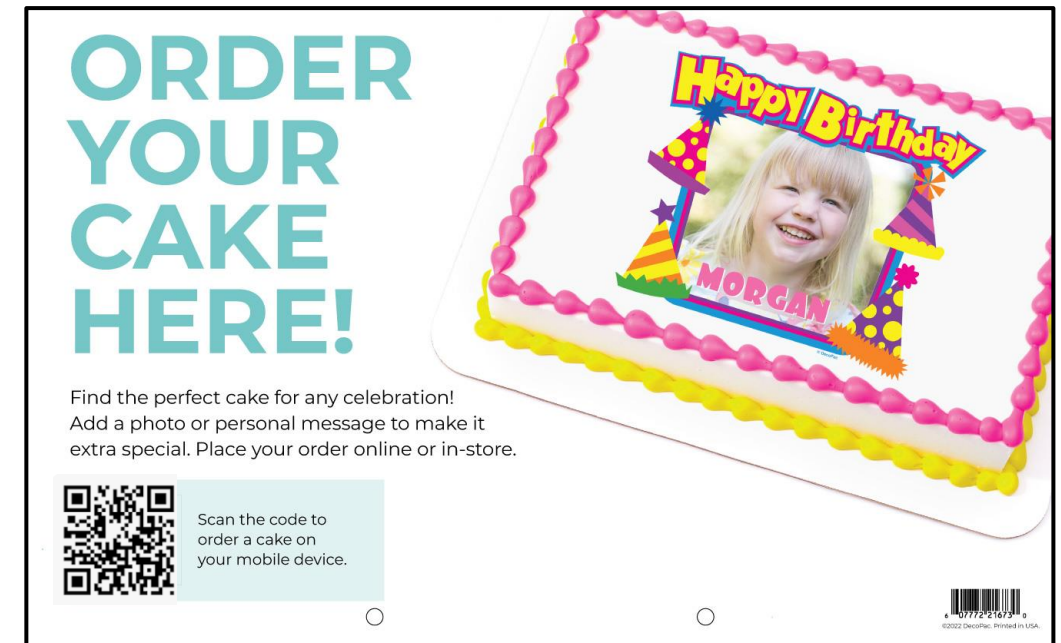 ORDER
YOUR
CAKE
HERE!
Find the perfect cake for any celebration!
Add a photo or personal message to make it
extra special. Place your order online or in-store.
Scan the code to
order a cake on
your mobile device.
Happy Birthday
MORGAN
© DecoPac
6 07772 21673 0
©2022 DecoPac. Printed in USA.